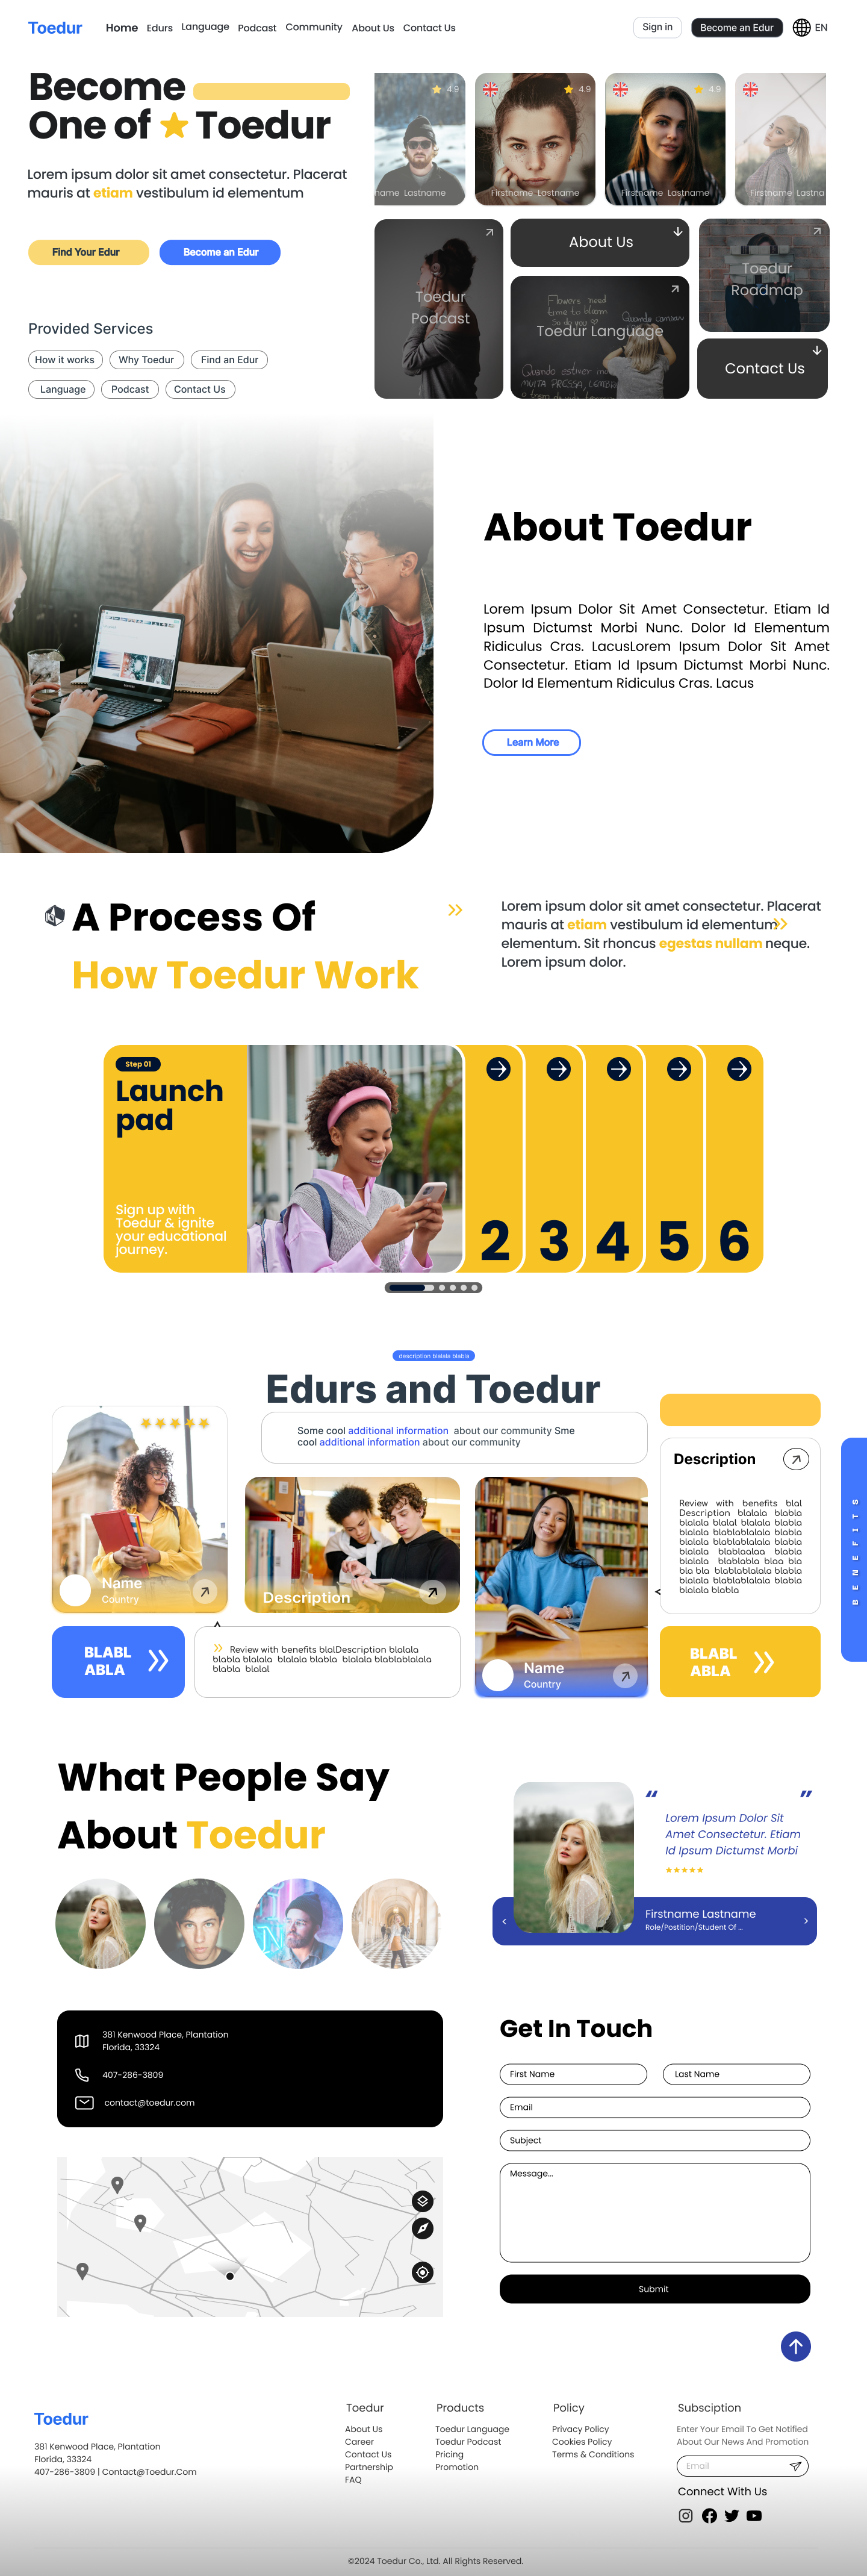 Toedur
Home Edurs Language Podcast Community About Us Contact Us
Sign in
Become an Edur
EN
Become
One of Toedur
Lorem ipsum dolor sit amet consectetur. Placerat
mauris at etiam vestibulum id elementum
Find Your Edur
Become an Edur
Provided Services
How it works
Why Toedur
Find an Edur
Language
Podcast
Contact Us
4.9
name Lastname
4.9
Firstname Lastname
4.9
Firstname Lastname
Firstname Lastna
Toedur
Podcast
About Us
Toedur Language
Toedur
Roadmap
Contact Us
About Toedur
Lorem Ipsum Dolor Sit Amet Consectetur. Etiam Id
Ipsum Dictumst Morbi Nunc. Dolor Id Elementum
Ridiculus Cras. LacusLorem Ipsum Dolor Sit Amet
Consectetur. Etiam Id Ipsum Dictumst Morbi Nunc.
Dolor Id Elementum Ridiculus Cras. Lacus
Learn More
A Process Of
How Toedur Work
Lorem ipsum dolor sit amet consectetur. Placerat
mauris at etiam vestibulum id elementum
elementum. Sit rhoncus egestas nullam neque.
Lorem ipsum dolor.
Step 01
Launch
pad
Sign up with
Toedur & ignite
your educational
journey.
2
3
4
5
6
description blalala blabla
Edurs and Toedur
Some cool additional information about our community Sme
cool additional information about our community
Name
Country
Description
Name
Country
Description
Review with benefits blal
Description blalala blabla
blalala blalal blalala blabla
blalala blablablalala blabla
blalala blablablalala blabla
blalala blablaalaa blabla
blalala blablabla blaa bla
bla bla blablablalala blabla
blalala blablablalala blabla
blalala blabla
BENEFITS
BLABL
ABLA
Review with benefits blalDescription blalala
blabla blalala blalala blabla blalala blablablalala
blabla blalal
BLABL
ABLA
What People Say
About Toedur
“ ”
Lorem Ipsum Dolor Sit
Amet Consectetur. Etiam
Id Ipsum Dictumst Morbi
Firstname Lastname
Role/Postition/Student Of ...
381 Kenwood Place, Plantation
Florida, 33324
407-286-3809
contact@toedur.com
Get In Touch
First Name
Last Name
Email
Subject
Message...
Submit
Toedur
381 Kenwood Place, Plantation
Florida, 33324
407-286-3809 | Contact@Toedur.Com
Toedur
About Us
Career
Contact Us
Partnership
FAQ
Products
Toedur Language
Toedur Podcast
Pricing
Promotion
Policy
Privacy Policy
Cookies Policy
Terms & Conditions
Subsciption
Enter Your Email To Get Notified
About Our News And Promotion
Email
Connect With Us
©2024 Toedur Co., Ltd. All Rights Reserved.